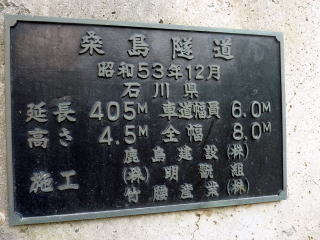 桑島隧道
昭和53年12月
石川県
延長 405M 車道幅員 6.0M
高さ 4.5M 全幅 8.0M
鹿島建設(株)
施工 (株)明翫組
竹腰産業(株)